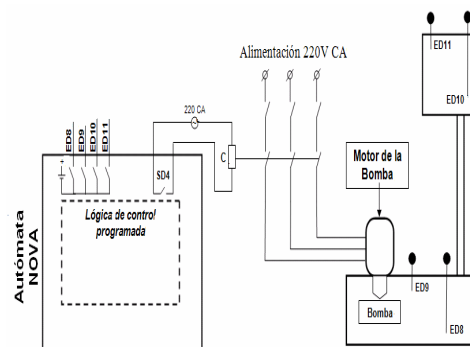 Alimentación 220V CA
ED11
ED10
220 CA
ED8
ED9
ED10
ED11
C
SD4
Motor de la
Bomba
Lógica de control
programada
Autómata
NOVA
ED9
ED8
Bomba